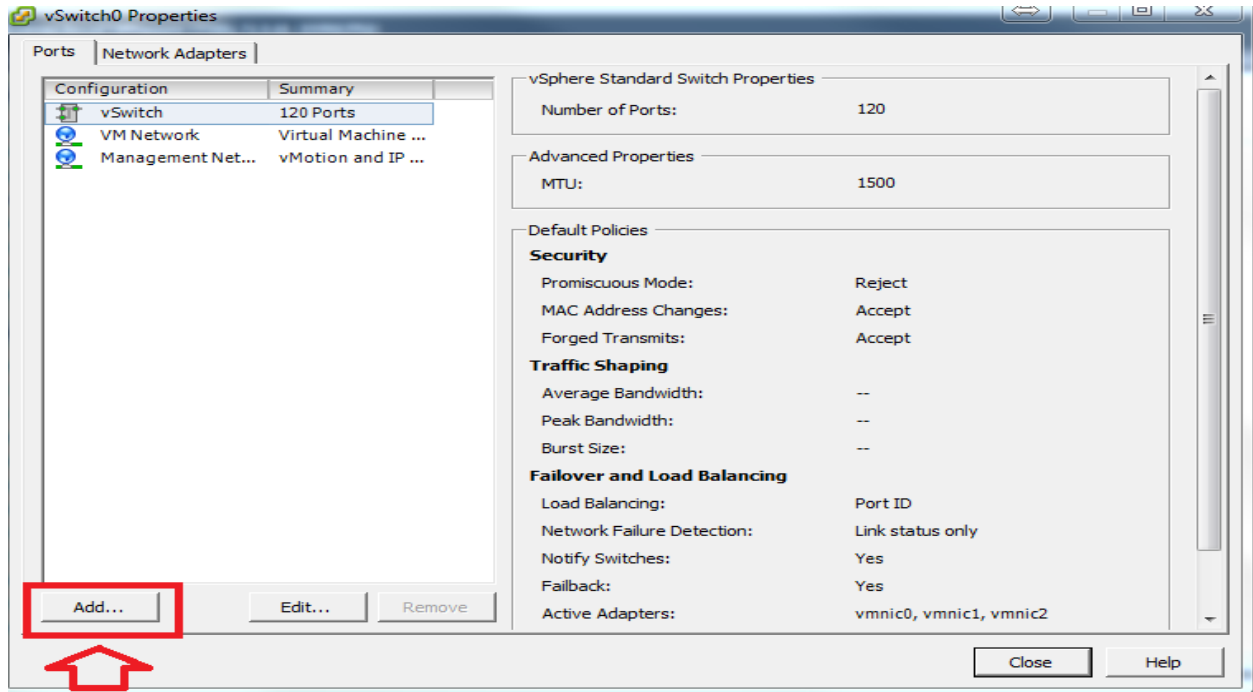 vSwitch0 Properties
Ports Network Adapters
Configuration Summary
vSwitch 120 Ports
VM Network Virtual Machine ...
Management Net... vMotion and IP ...
Add... Edit... Remove
vSphere Standard Switch Properties
Number of Ports: 120
Advanced Properties
MTU: 1500
Default Policies
Security
Promiscuous Mode: Reject
MAC Address Changes: Accept
Forged Transmits: Accept
Traffic Shaping
Average Bandwidth: --
Peak Bandwidth: --
Burst Size: --
Failover and Load Balancing
Load Balancing: Port ID
Network Failure Detection: Link status only
Notify Switches: Yes
Failback: Yes
Active Adapters: vmnic0, vmnic1, vmnic2
Close Help